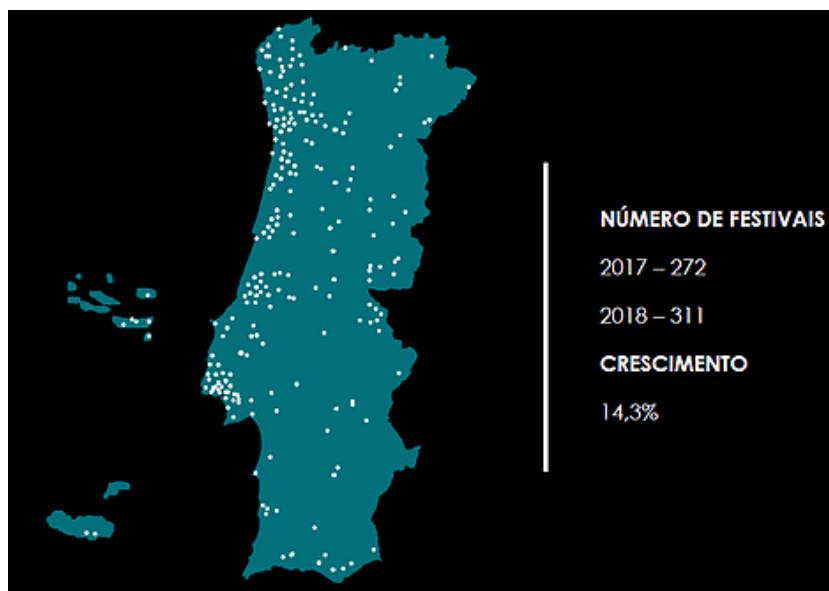 NÚMERO DE FESTIVAIS
2017 – 272
2018 – 311
CRESCIMENTO
14,3%